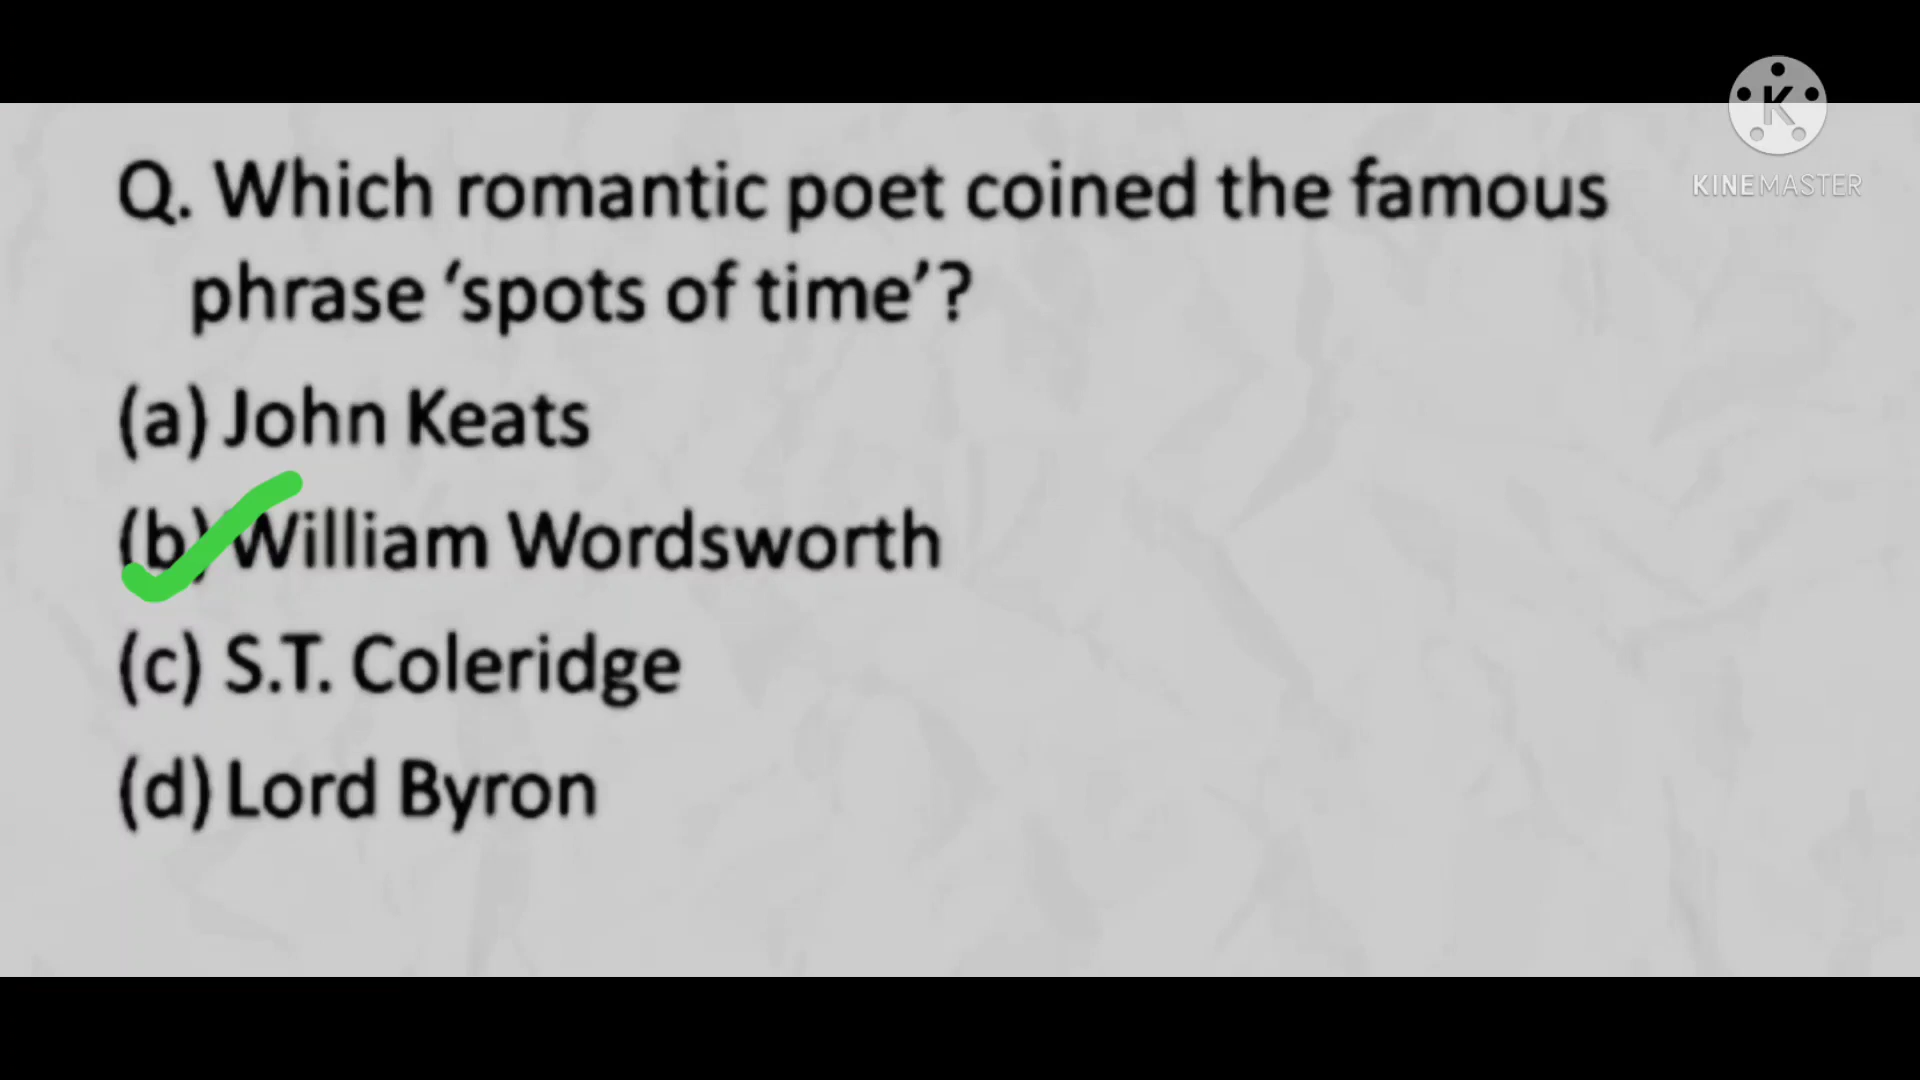 Q. Which romantic poet coined the famous
phrase ‘spots of time’?
(a) John Keats
(b) William Wordsworth
(c) S.T. Coleridge
(d) Lord Byron
K
KINEMASTER